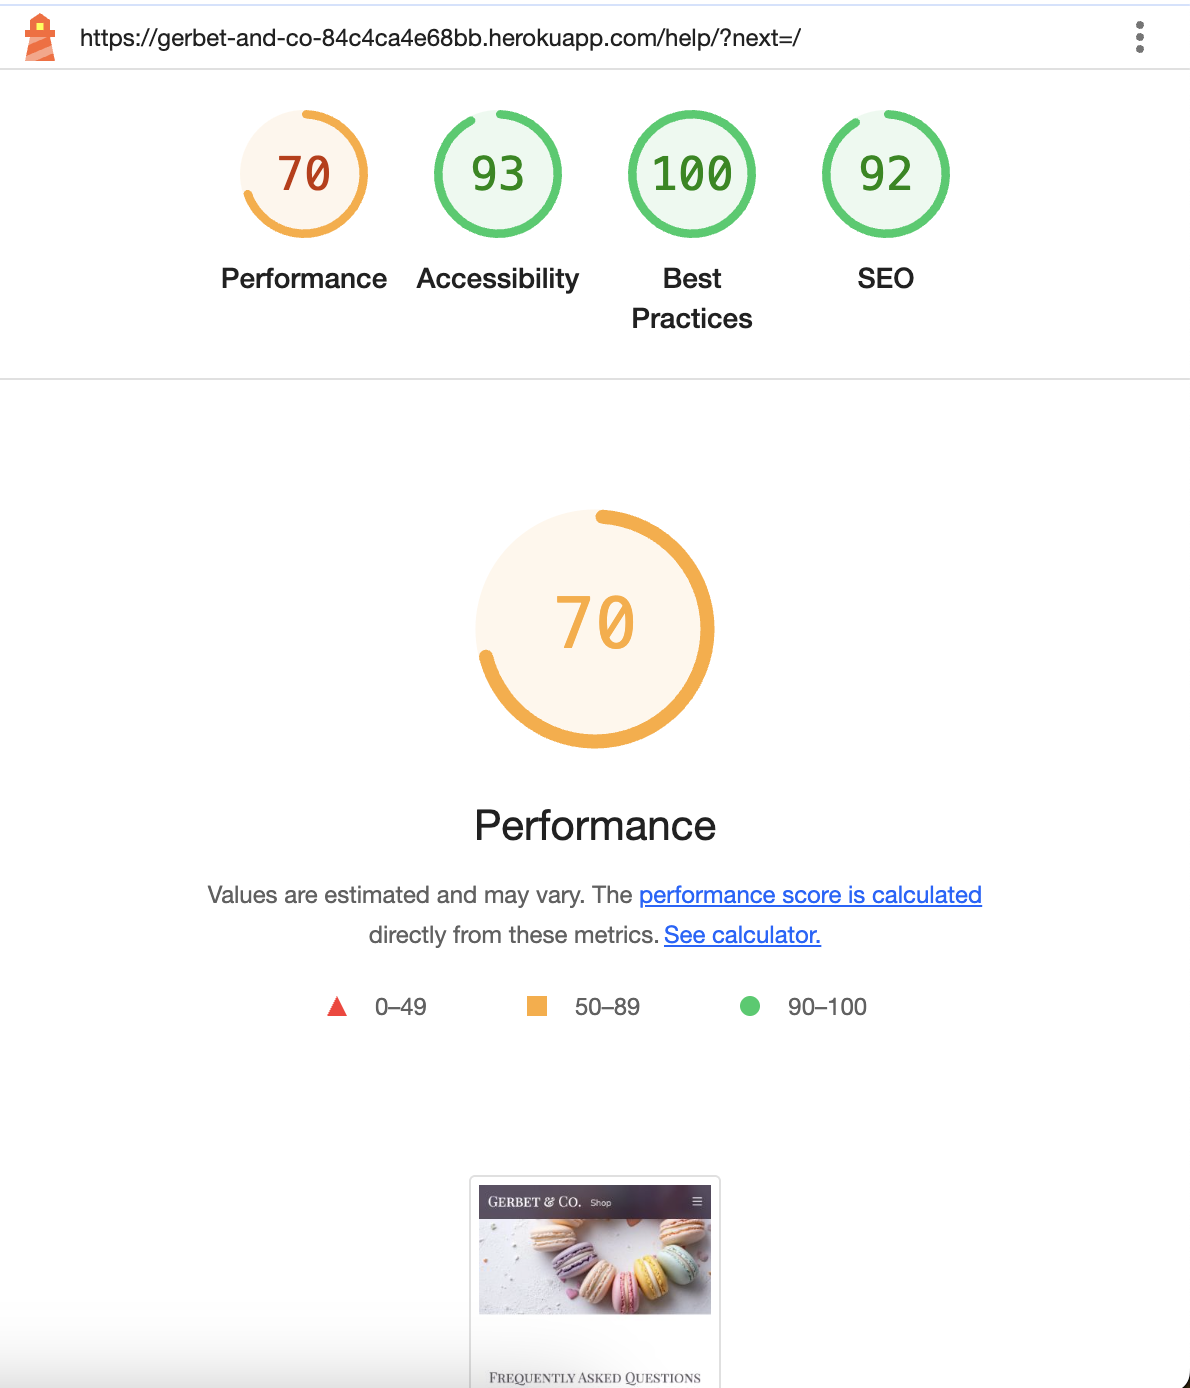 https://gerbet-and-co-84c4ca4e68bb.herokuapp.com/help/?next=/
70
93
100
92
Performance
Accessibility
Best
Practices
SEO
70
Performance
Values are estimated and may vary. The performance score is calculated
directly from these metrics. See calculator.
0–49
50–89
90–100
GERBET & CO. Shop
FREQUENTLY ASKED QUESTIONS